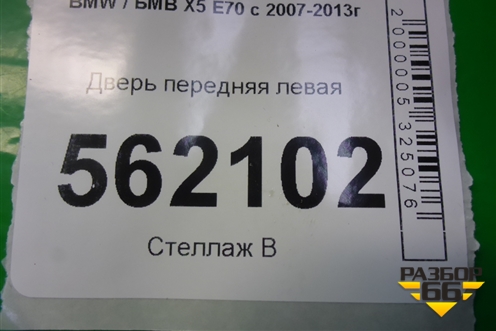 BMW / БМВ X5 E70 с 2007-2013г
Дверь передняя левая
562102
Стеллаж В
2000005325076
РАЗБОР
66